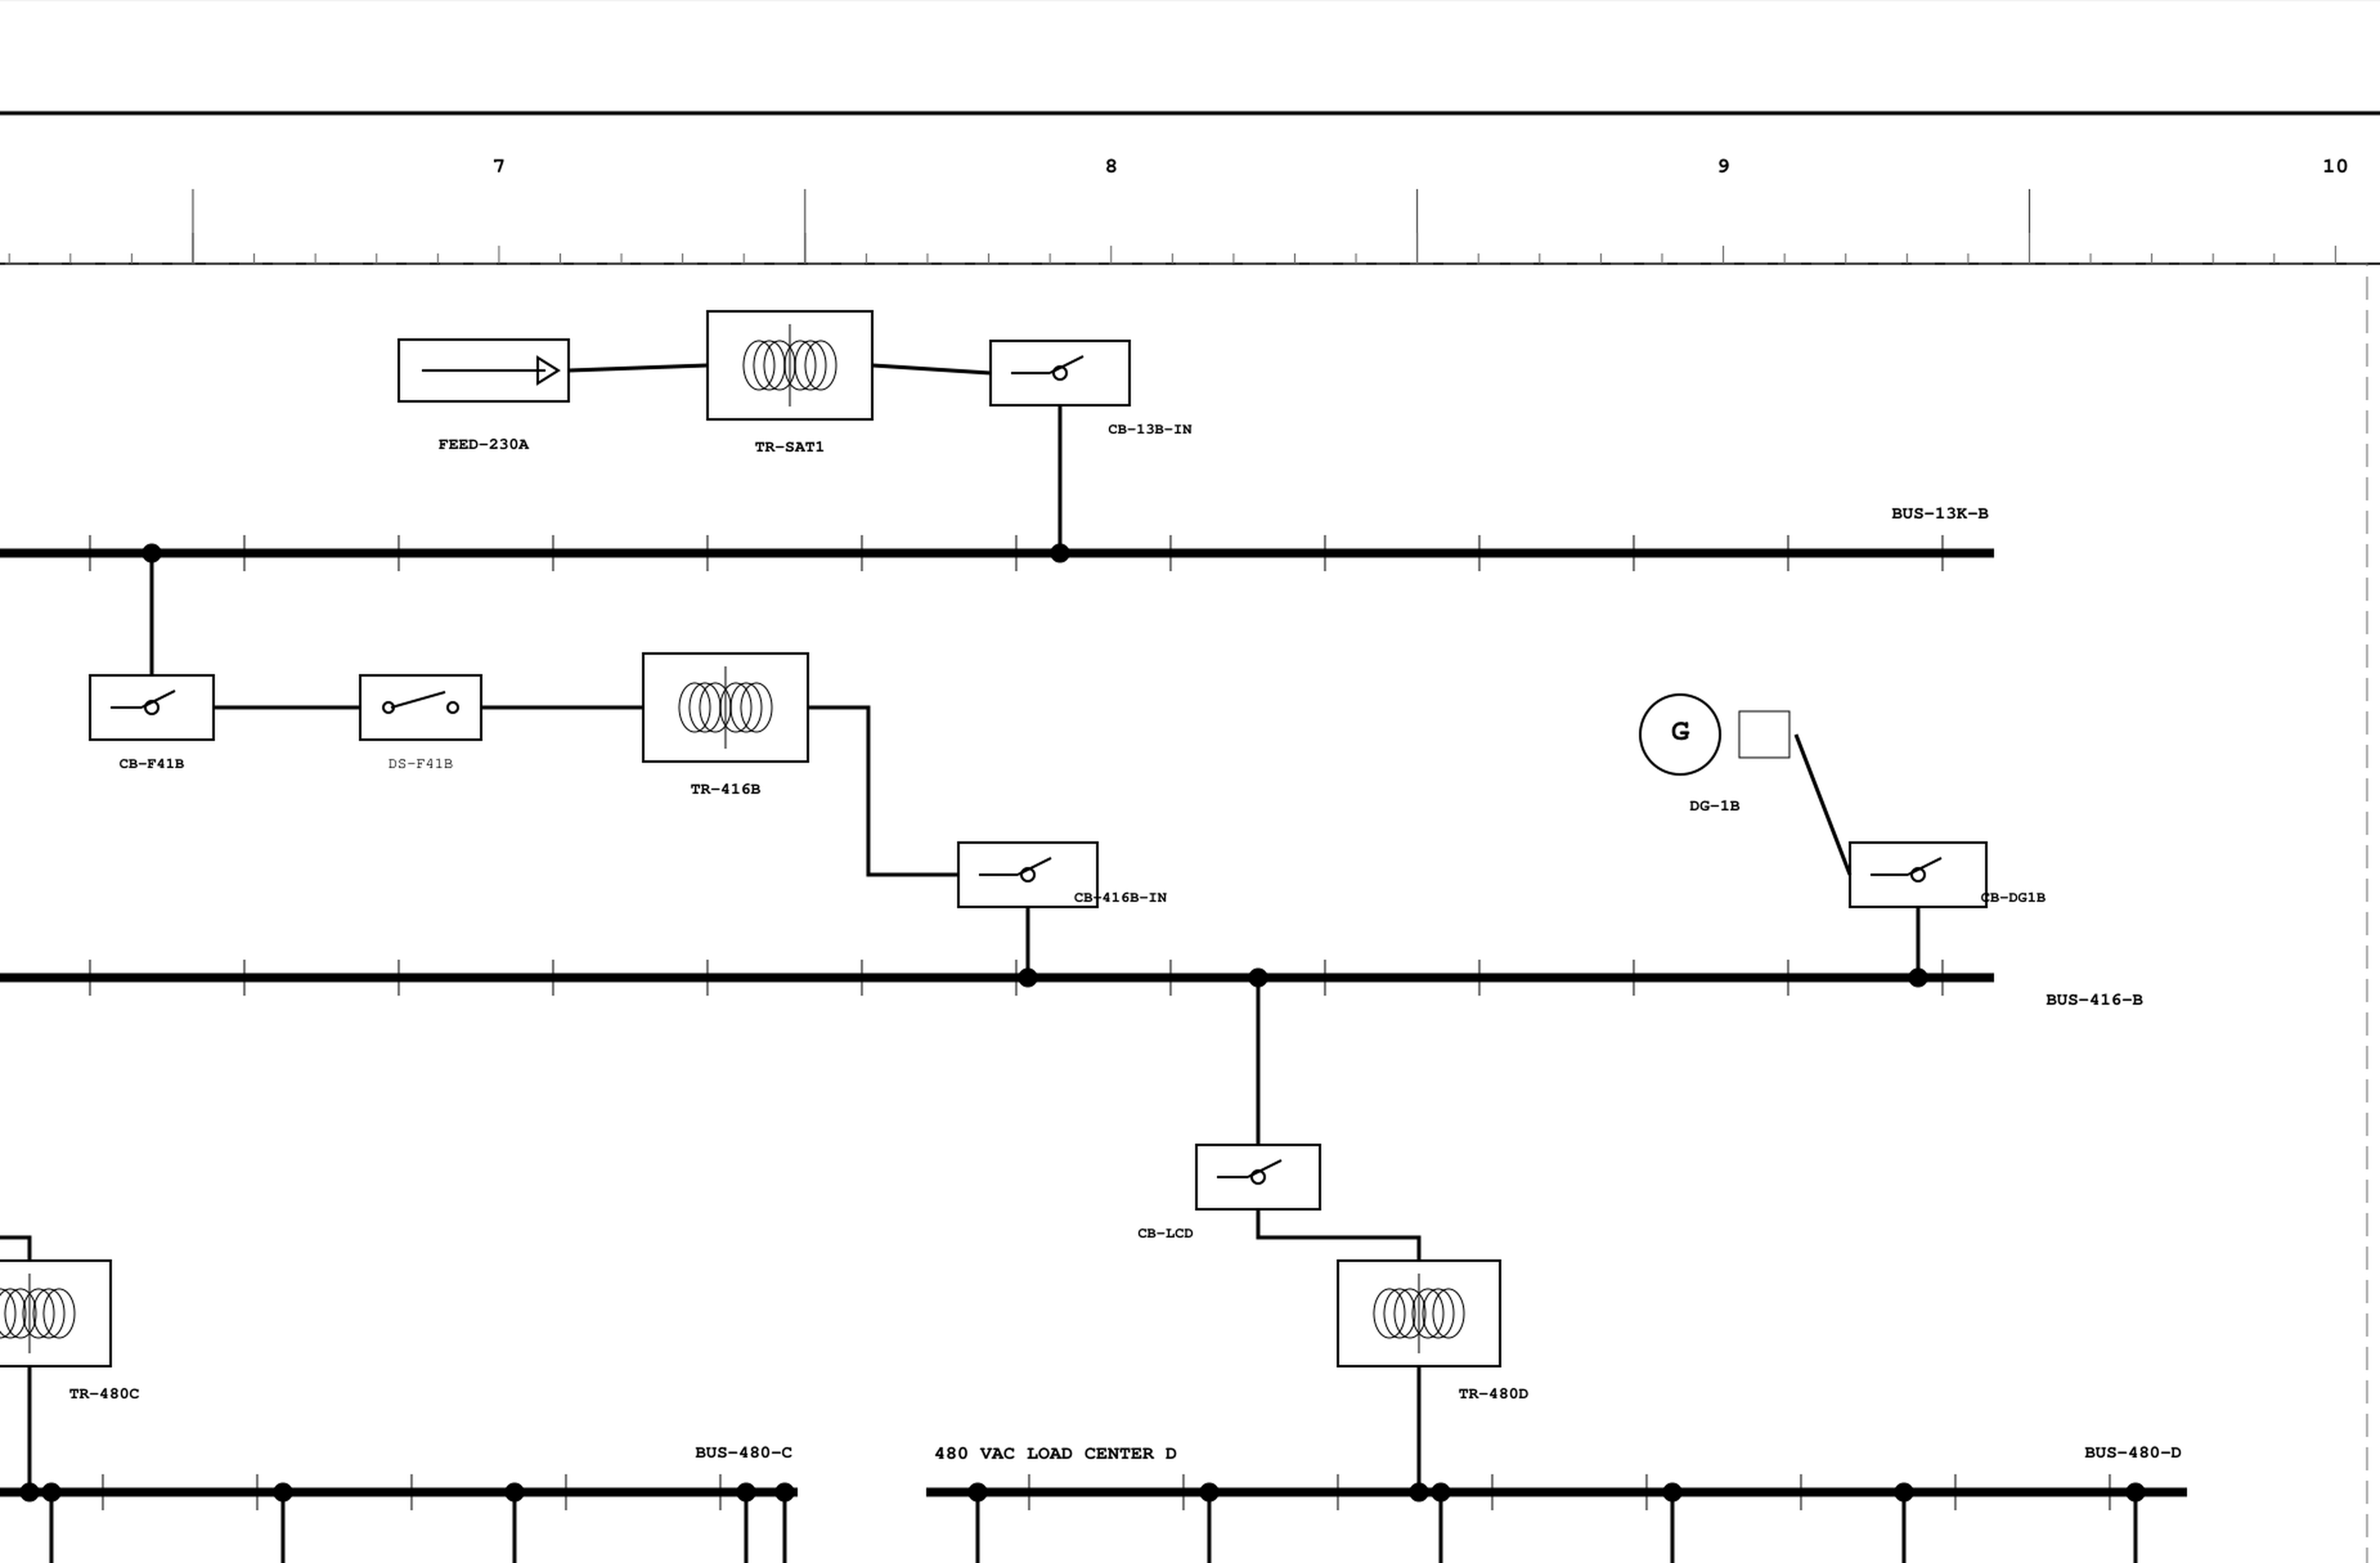 7
8
9
10
FEED-230A
TR-SAT1
CB-13B-IN
BUS-13K-B
CB-F41B
DS-F41B
TR-416B
G
DG-1B
CB-416B-IN
CB-DG1B
BUS-416-B
CB-LCD
TR-480C
TR-480D
BUS-480-C
480 VAC LOAD CENTER D
BUS-480-D